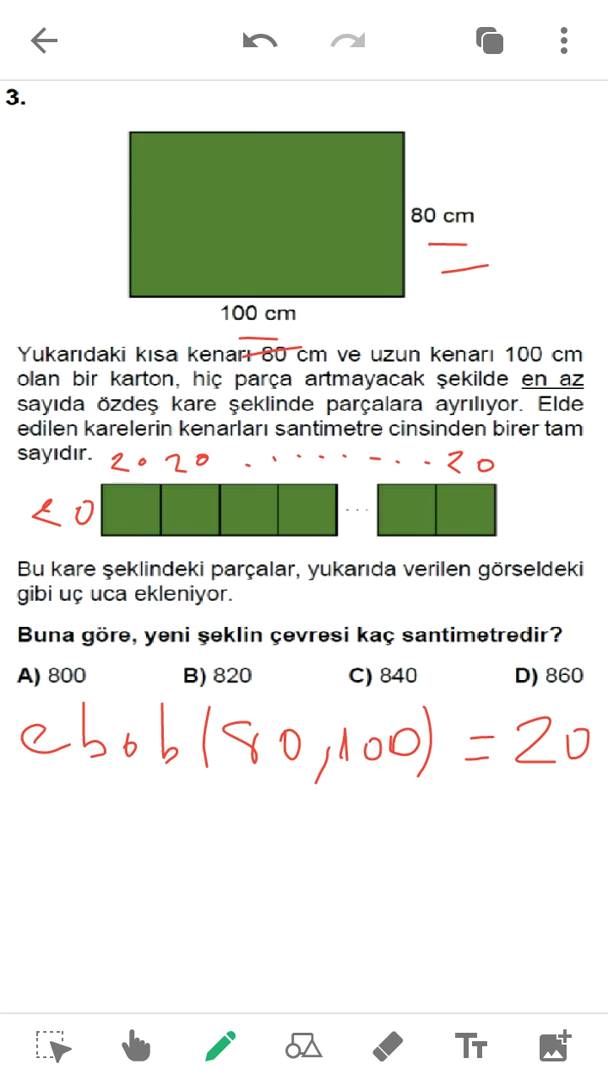 3.
80 cm
100 cm
Yukarıdaki kısa kenarı 80 cm ve uzun kenarı 100 cm
olan bir karton, hiç parça artmayacak şekilde en az
sayıda özdeş kare şeklinde parçalara ayrılıyor. Elde
edilen karelerin kenarları santimetre cinsinden birer tam
sayıdır.
20 20 . . . . . . - . . . 20
20
...
Bu kare şeklindeki parçalar, yukarıda verilen görseldeki
gibi uç uca ekleniyor.
Buna göre, yeni şeklin çevresi kaç santimetredir?
A) 800 B) 820 C) 840 D) 860
ebob(80,100) = 20
Tт